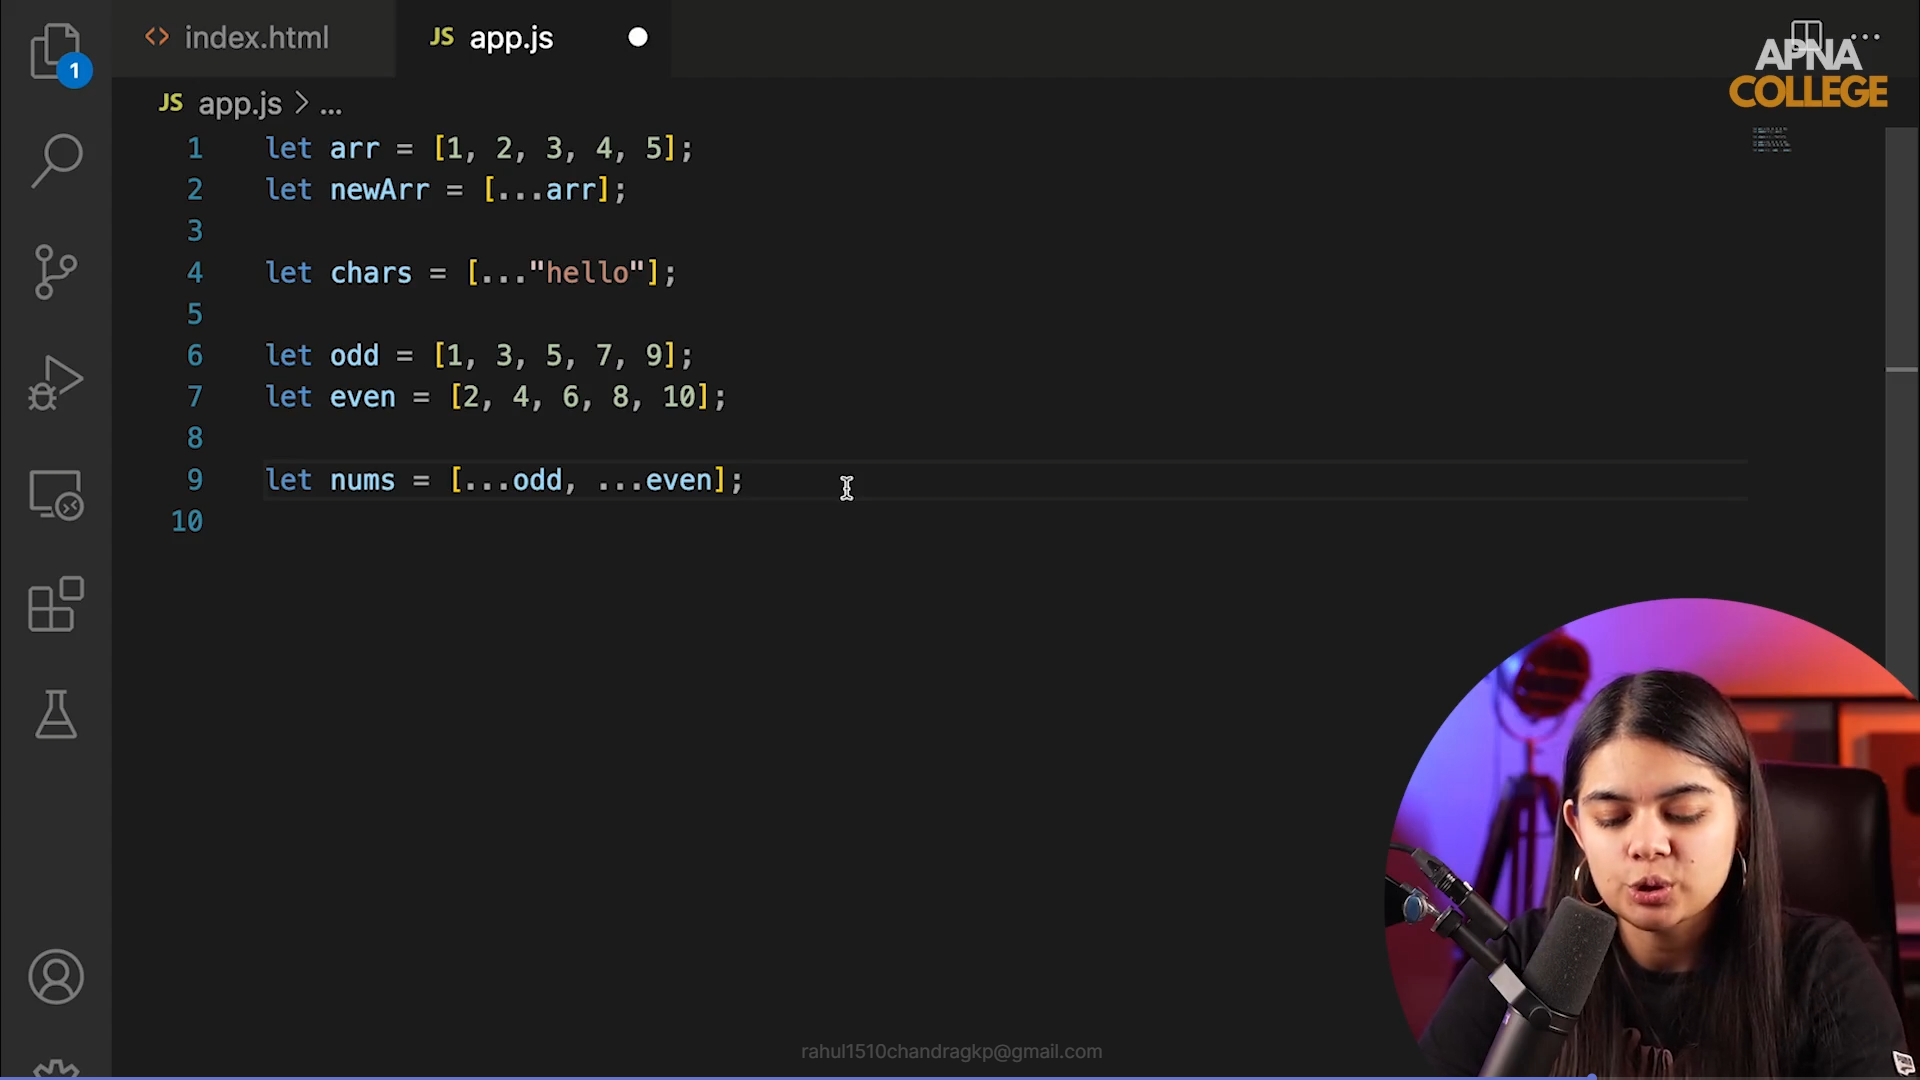 index.html
JS app.js
APNA
COLLEGE
1
JS app.js > ...
1 let arr = [1, 2, 3, 4, 5];
2 let newArr = [...arr];
3
4 let chars = [..."hello"];
5
6 let odd = [1, 3, 5, 7, 9];
7 let even = [2, 4, 6, 8, 10];
8
9 let nums = [...odd, ...even];
10
rahul1510chandragkp@gmail.com